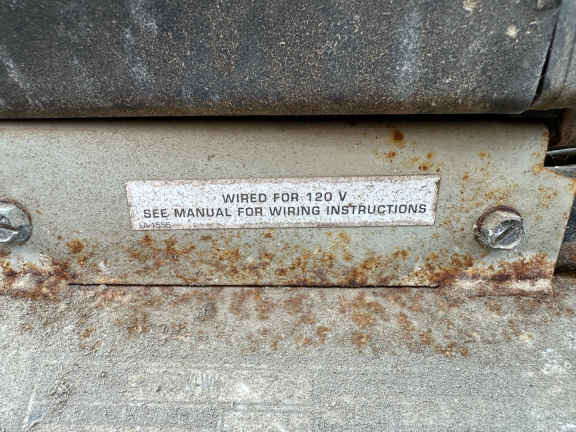 WIRED FOR 120 V
SEE MANUAL FOR WIRING INSTRUCTIONS